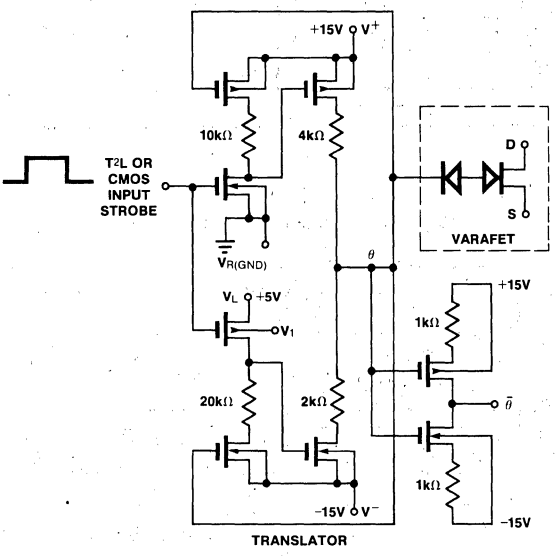 +15V V⁺
10kΩ
4kΩ
T²L OR
CMOS
INPUT
STROBE
D
S
VARAFET
VR(GND)
θ
VL +5V
V1
+15V
1kΩ
20kΩ
2kΩ
θ̄
1kΩ
-15V V⁻
-15V
TRANSLATOR